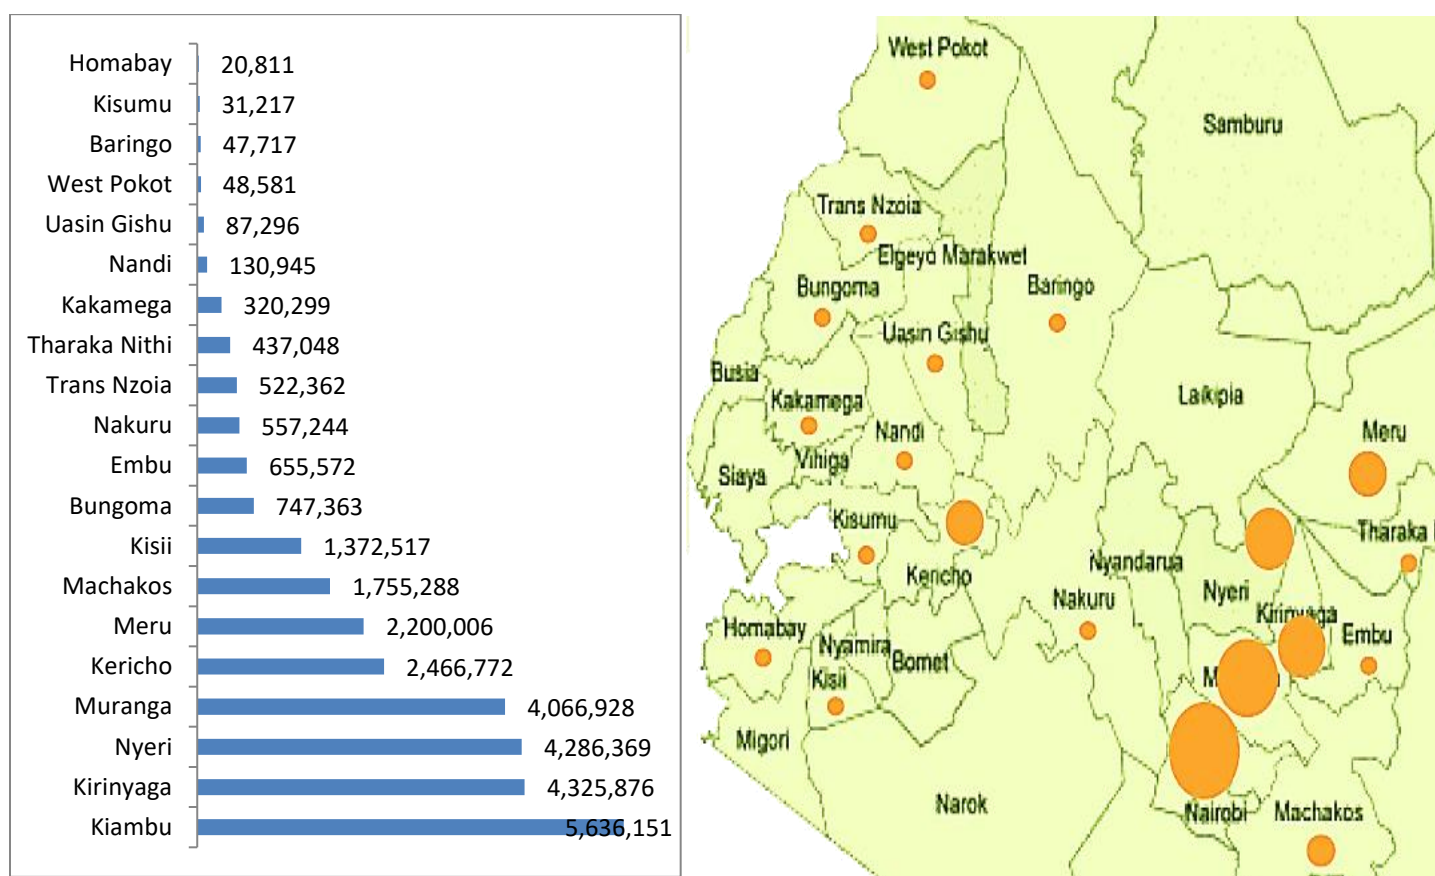 Homabay 20,811
Kisumu 31,217
Baringo 47,717
West Pokot 48,581
Uasin Gishu 87,296
Nandi 130,945
Kakamega 320,299
Tharaka Nithi 437,048
Trans Nzoia 522,362
Nakuru 557,244
Embu 655,572
Bungoma 747,363
Kisii 1,372,517
Machakos 1,755,288
Meru 2,200,006
Kericho 2,466,772
Muranga 4,066,928
Nyeri 4,286,369
Kirinyaga 4,325,876
Kiambu 5,636,151
West Pokot
Samburu
Trans Nzoia
Elgeyo Marakwet
Bungoma
Baringo
Uasin Gishu
Busia
Kakamega
Laikipia
Nandi
Meru
Vihiga
Siaya
Kisumu
Tharaka
Nyandarua
Kericho
Nyeri
Nakuru
Kirinyaga
Homabay
Embu
Nyamira
Bomet
Kisii
Migori
Narok
Nairobi
Machakos